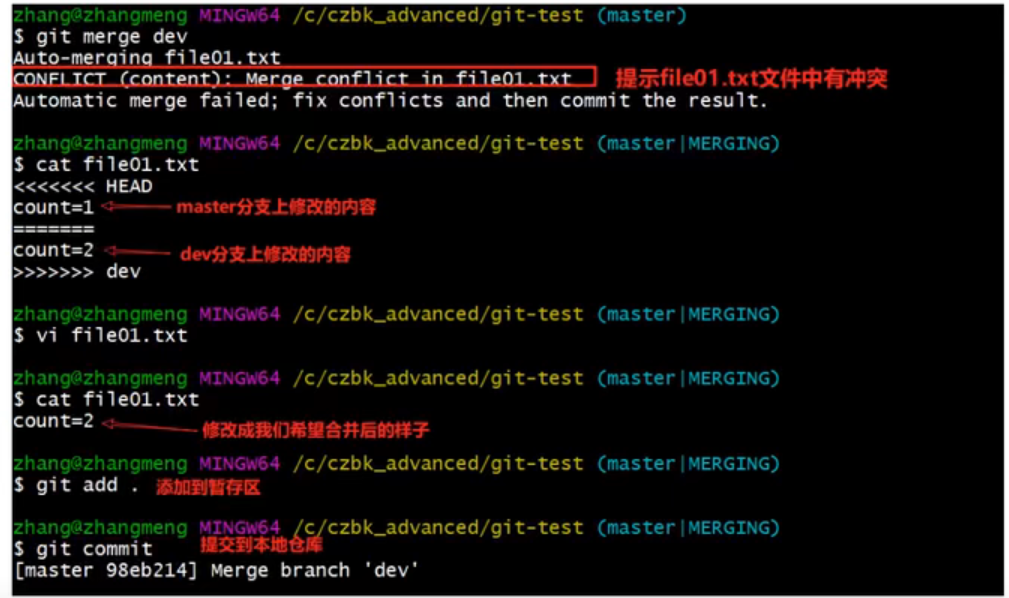 zhang@zhangmeng MINGW64 /c/czbk_advanced/git-test (master)
$ git merge dev
Auto-merging file01.txt
CONFLICT (content): Merge conflict in file01.txt 提示file01.txt文件中有冲突
Automatic merge failed; fix conflicts and then commit the result.
zhang@zhangmeng MINGW64 /c/czbk_advanced/git-test (master|MERGING)
$ cat file01.txt
<<<<<<< HEAD
count=1 master分支上修改的内容
=======
count=2 dev分支上修改的内容
>>>>>>> dev
zhang@zhangmeng MINGW64 /c/czbk_advanced/git-test (master|MERGING)
$ vi file01.txt
zhang@zhangmeng MINGW64 /c/czbk_advanced/git-test (master|MERGING)
$ cat file01.txt
count=2 修改成我们希望合并后的样子
zhang@zhangmeng MINGW64 /c/czbk_advanced/git-test (master|MERGING)
$ git add . 添加到暂存区
zhang@zhangmeng MINGW64 /c/czbk_advanced/git-test (master|MERGING)
$ git commit 提交到本地仓库
[master 98eb214] Merge branch 'dev'